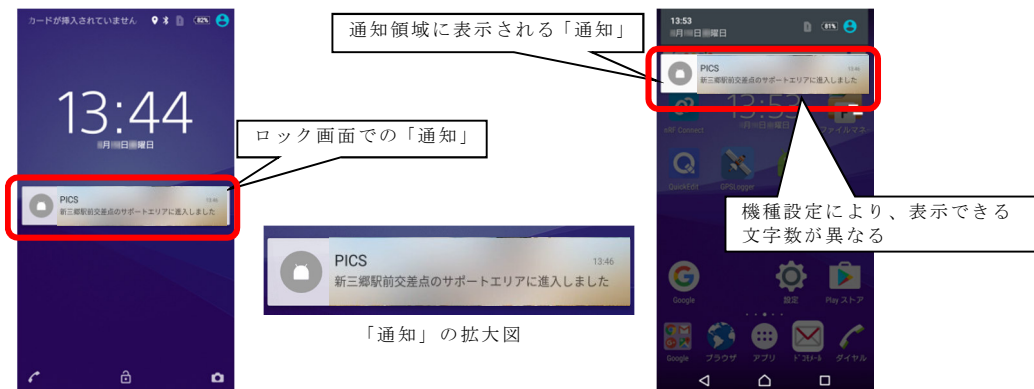 カードが挿入されていません
82%
13:44
月 日 曜日
PICS
13:46
新三郷駅前交差点のサポートエリアに進入しました
ロック画面での「通知」
PICS
13:46
新三郷駅前交差点のサポートエリアに進入しました
「通知」の拡大図
通知領域に表示される「通知」
13:53
月 日 曜日
81%
PICS
13:46
新三郷駅前交差点のサポートエリアに進入しました
13:53
月 日 曜日
nRF Connect
ファイルマネ
QuickEdit
GPSLogger
機種設定により、表示できる
文字数が異なる
Google
設定
Play ストア
Google
ブラウザ
アプリ
ドコモメール
ダイヤル